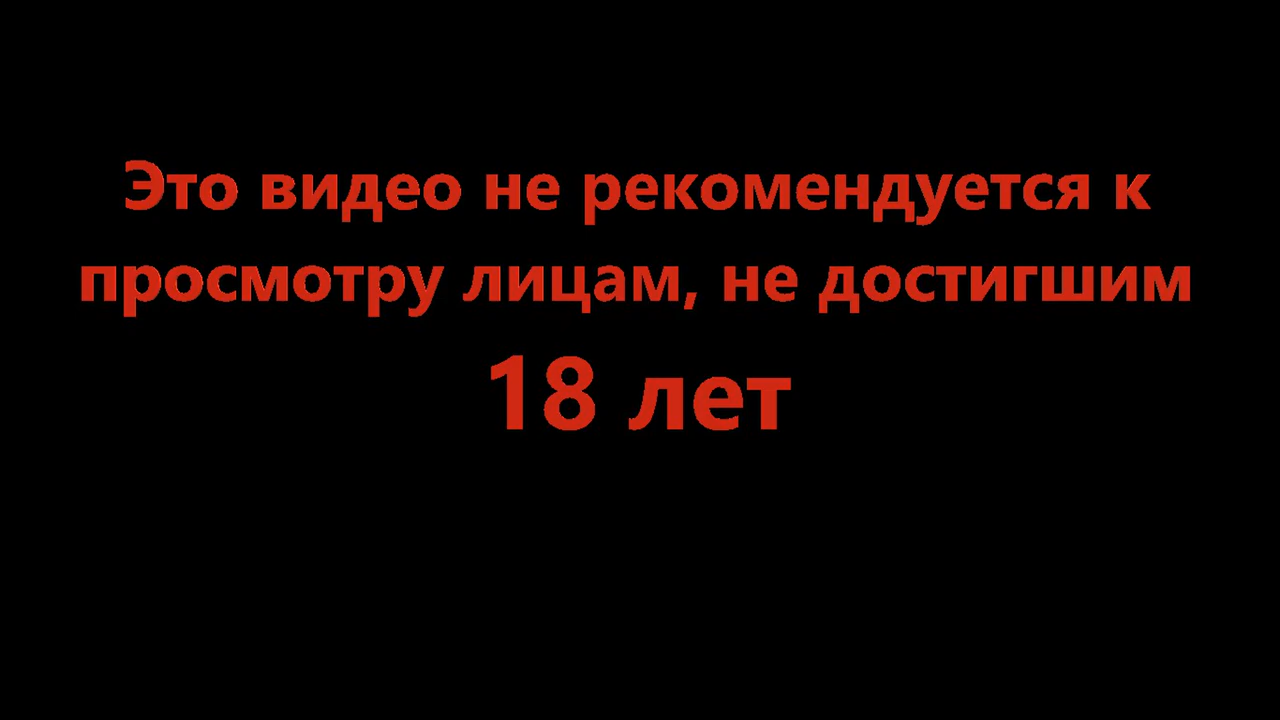 Это видео не рекомендуется к
просмотру лицам, не достигшим
18 лет